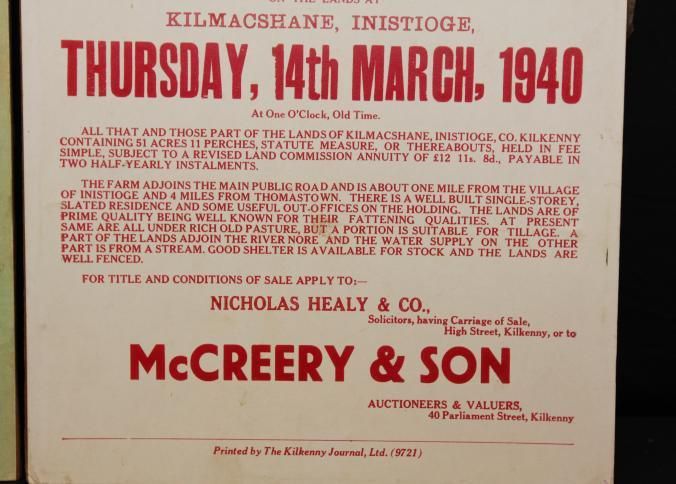 ON THE LANDS AT
KILMACSHANE, INISTIOGE,
THURSDAY, 14th MARCH, 1940
At One O'Clock, Old Time.
ALL THAT AND THOSE PART OF THE LANDS OF KILMACSHANE, INISTIOGE, CO. KILKENNY
CONTAINING 51 ACRES 11 PERCHES, STATUTE MEASURE, OR THEREABOUTS, HELD IN FEE
SIMPLE, SUBJECT TO A REVISED LAND COMMISSION ANNUITY OF £12 11s. 8d., PAYABLE IN
TWO HALF-YEARLY INSTALMENTS.
THE FARM ADJOINS THE MAIN PUBLIC ROAD AND IS ABOUT ONE MILE FROM THE VILLAGE
OF INISTIOGE AND 4 MILES FROM THOMASTOWN. THERE IS A WELL BUILT SINGLE-STOREY,
SLATED RESIDENCE AND SOME USEFUL OUT-OFFICES ON THE HOLDING. THE LANDS ARE OF
PRIME QUALITY BEING WELL KNOWN FOR THEIR FATTENING QUALITIES. AT PRESENT
SAME ARE ALL UNDER RICH OLD PASTURE, BUT A PORTION IS SUITABLE FOR TILLAGE. A
PART OF THE LANDS ADJOIN THE RIVER NORE AND THE WATER SUPPLY ON THE OTHER
PART IS FROM A STREAM. GOOD SHELTER IS AVAILABLE FOR STOCK AND THE LANDS ARE
WELL FENCED.
FOR TITLE AND CONDITIONS OF SALE APPLY TO:—
NICHOLAS HEALY & CO.,
Solicitors, having Carriage of Sale,
High Street, Kilkenny, or to
McCREERY & SON
AUCTIONEERS & VALUERS,
40 Parliament Street, Kilkenny
Printed by The Kilkenny Journal, Ltd. (9721)